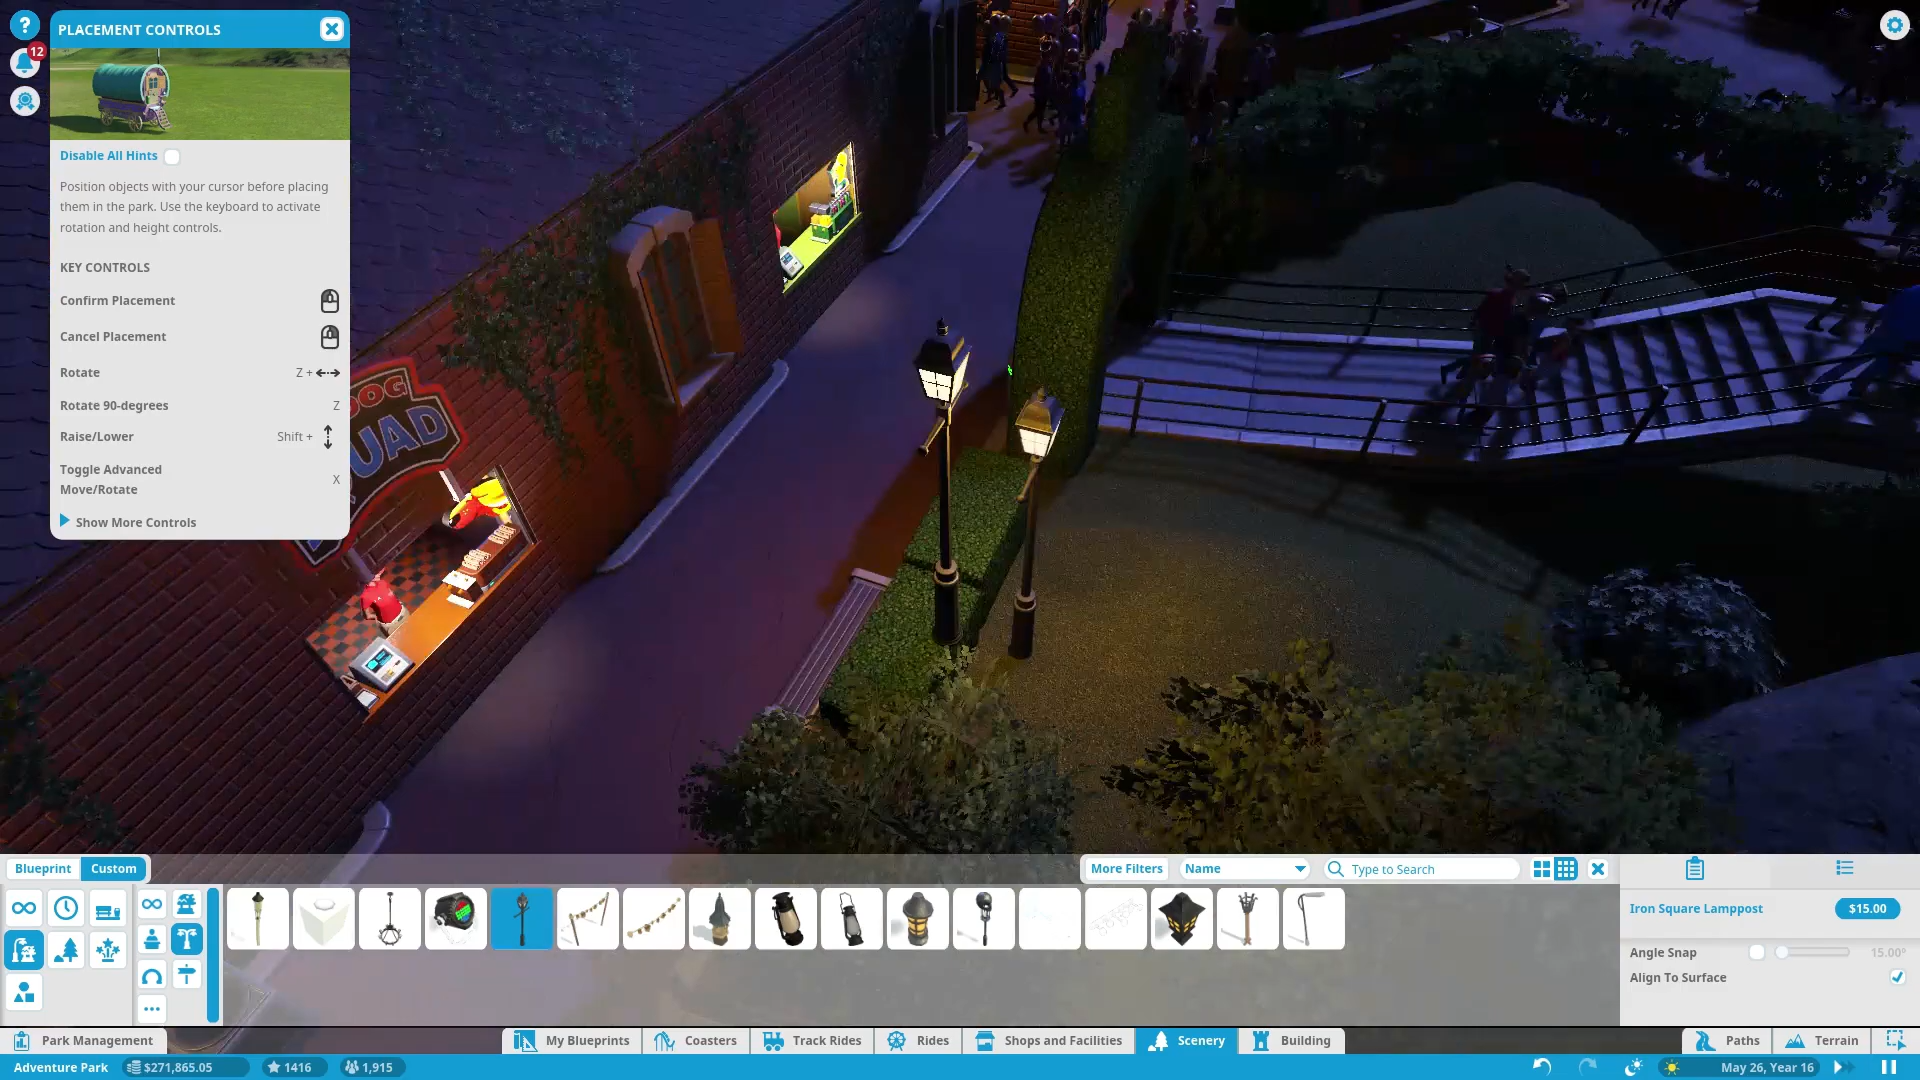 PLACEMENT CONTROLS
12
Disable All Hints
Position objects with your cursor before placing
them in the park. Use the keyboard to activate
rotation and height controls.
KEY CONTROLS
Confirm Placement
Cancel Placement
Rotate Z +
Rotate 90-degrees Z
Raise/Lower Shift +
Toggle Advanced
Move/Rotate X
Show More Controls
DOG
QUAD
Blueprint Custom
More Filters Name Type to Search
Iron Square Lamppost $15.00
Angle Snap 15.00°
Align To Surface
Park Management My Blueprints Coasters Track Rides Rides Shops and Facilities Scenery Building Paths Terrain
Adventure Park $271,865.05 1416 1,915 May 26, Year 16